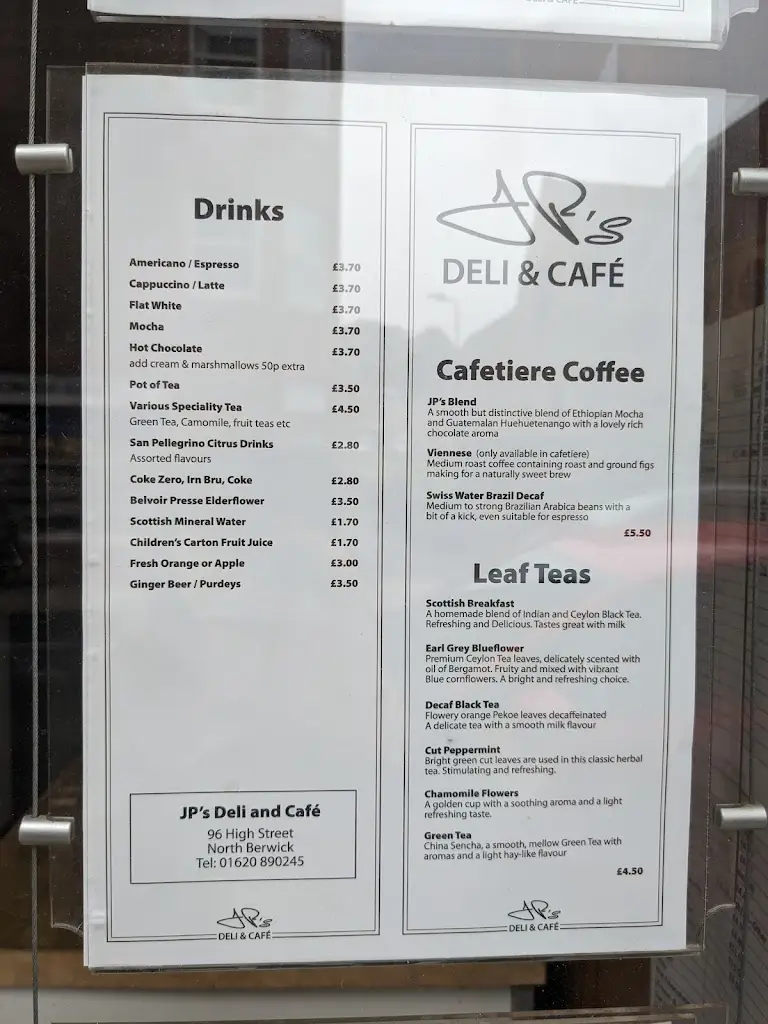 Drinks
Americano / Espresso £3.70
Cappuccino / Latte £3.70
Flat White £3.70
Mocha £3.70
Hot Chocolate £3.70
add cream & marshmallows 50p extra
Pot of Tea £3.50
Various Speciality Tea £4.50
Green Tea, Camomile, fruit teas etc
San Pellegrino Citrus Drinks £2.80
Assorted flavours
Coke Zero, Irn Bru, Coke £2.80
Belvoir Presse Elderflower £3.50
Scottish Mineral Water £1.70
Children's Carton Fruit Juice £1.70
Fresh Orange or Apple £3.00
Ginger Beer / Purdeys £3.50
JP's Deli and Café
96 High Street
North Berwick
Tel: 01620 890245
JP's
DELI & CAFÉ
JP's
DELI & CAFÉ
Cafetiere Coffee
JP's Blend
A smooth but distinctive blend of Ethiopian Mocha
and Guatemalan Huehuetenango with a lovely rich
chocolate aroma
Viennese (only available in cafetiere)
Medium roast coffee containing roast and ground figs
making for a naturally sweet brew
Swiss Water Brazil Decaf
Medium to strong Brazilian Arabica beans with a
bit of a kick, even suitable for espresso
£5.50
Leaf Teas
Scottish Breakfast
A homemade blend of Indian and Ceylon Black Tea.
Refreshing and Delicious. Tastes great with milk
Earl Grey Blueflower
Premium Ceylon Tea leaves, delicately scented with
oil of Bergamot. Fruity and mixed with vibrant
Blue cornflowers. A bright and refreshing choice.
Decaf Black Tea
Flowery orange Pekoe leaves decaffeinated
A delicate tea with a smooth milk flavour
Cut Peppermint
Bright green cut leaves are used in this classic herbal
tea. Stimulating and refreshing.
Chamomile Flowers
A golden cup with a soothing aroma and a light
refreshing taste.
Green Tea
China Sencha, a smooth, mellow Green Tea with
aromas and a light hay-like flavour
£4.50
JP's
DELI & CAFÉ